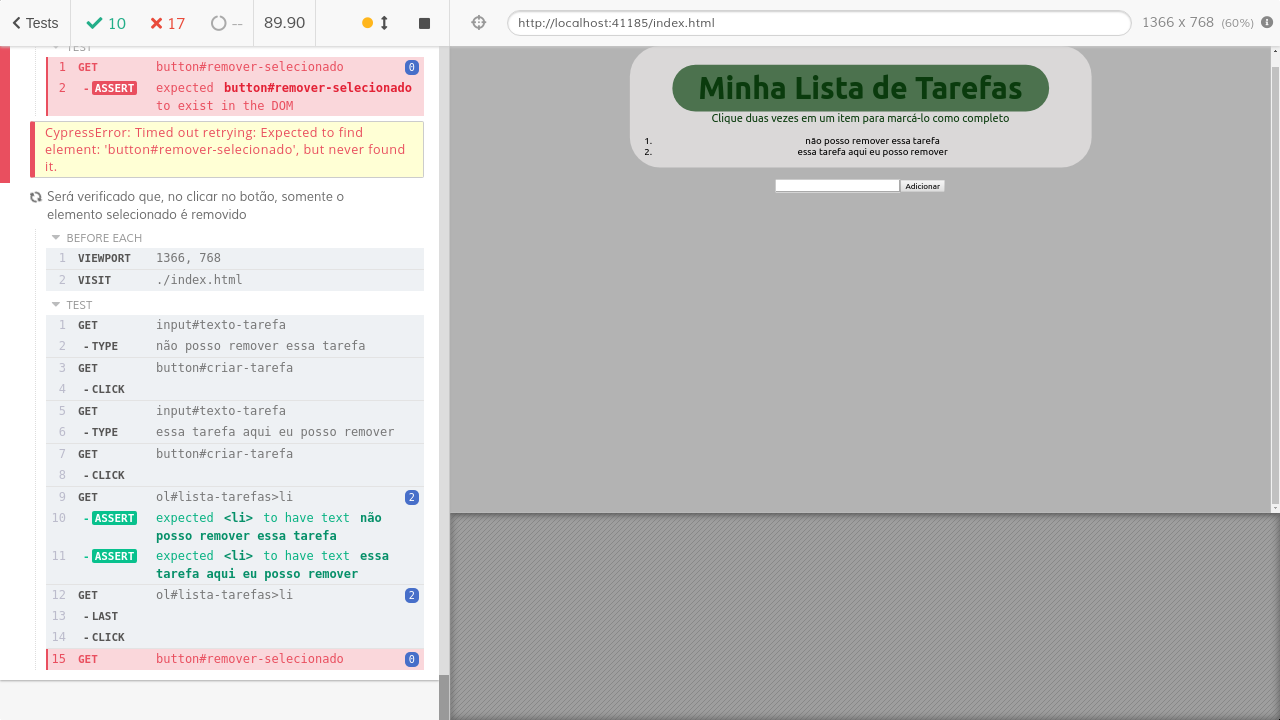 Tests 10 17 -- 89.90
TEST
1 GET button#remover-selecionado 0
2 - ASSERT expected button#remover-selecionado
to exist in the DOM
CypressError: Timed out retrying: Expected to find
element: 'button#remover-selecionado', but never found
it.
Será verificado que, no clicar no botão, somente o
elemento selecionado é removido
BEFORE EACH
1 VIEWPORT 1366, 768
2 VISIT ./index.html
TEST
1 GET input#texto-tarefa
2 - TYPE não posso remover essa tarefa
3 GET button#criar-tarefa
4 - CLICK
5 GET input#texto-tarefa
6 - TYPE essa tarefa aqui eu posso remover
7 GET button#criar-tarefa
8 - CLICK
9 GET ol#lista-tarefas>li 2
10 - ASSERT expected <li> to have text não
posso remover essa tarefa
11 - ASSERT expected <li> to have text essa
tarefa aqui eu posso remover
12 GET ol#lista-tarefas>li 2
13 - LAST
14 - CLICK
15 GET button#remover-selecionado 0
http://localhost:41185/index.html 1366 x 768 (60%)
Minha Lista de Tarefas
Clique duas vezes em um item para marcá-lo como completo
1. não posso remover essa tarefa
2. essa tarefa aqui eu posso remover
Adicionar